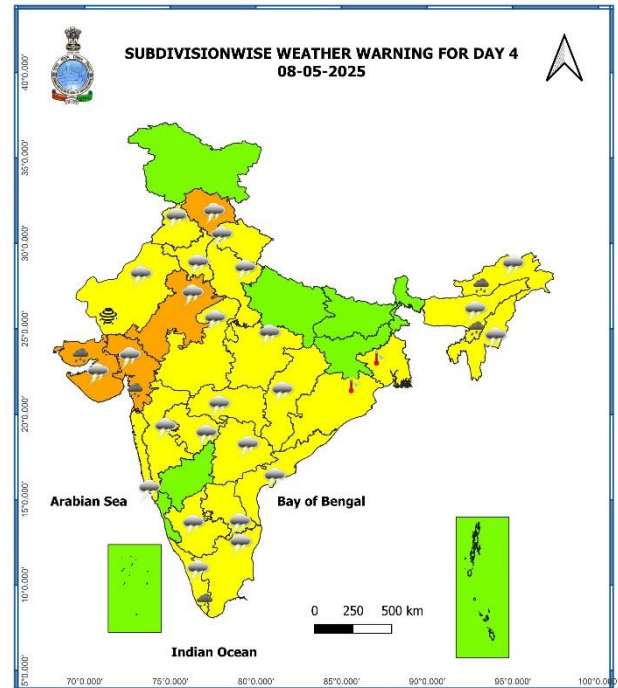 SUBDIVISIONWISE WEATHER WARNING FOR DAY 4
08-05-2025
40°0.000'
35°0.000'
30°0.000'
25°0.000'
20°0.000'
15°0.000'
10°0.000'
5°0.000'
Arabian Sea
Bay of Bengal
0 250 500 km
Indian Ocean
70°0.000' 75°0.000' 80°0.000' 85°0.000' 90°0.000' 95°0.000' 100°0.000'